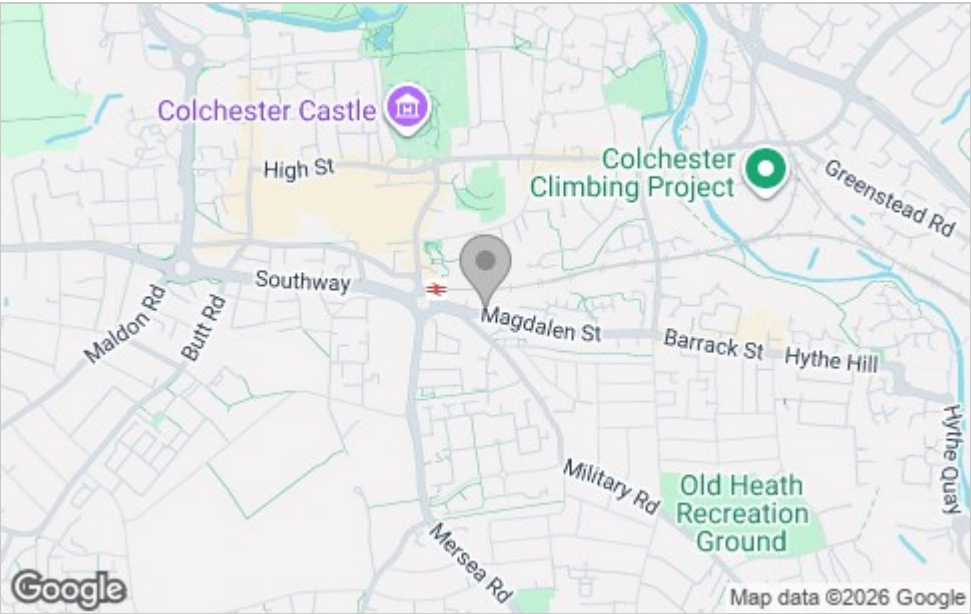 Colchester Castle
High St
Colchester
Climbing Project
Greenstead Rd
Southway
Maldon Rd
Butt Rd
Magdalen St
Barrack St
Hythe Hill
Hythe Quay
Military Rd
Old Heath
Recreation
Ground
Mersea Rd
Google
Map data ©2026 Google